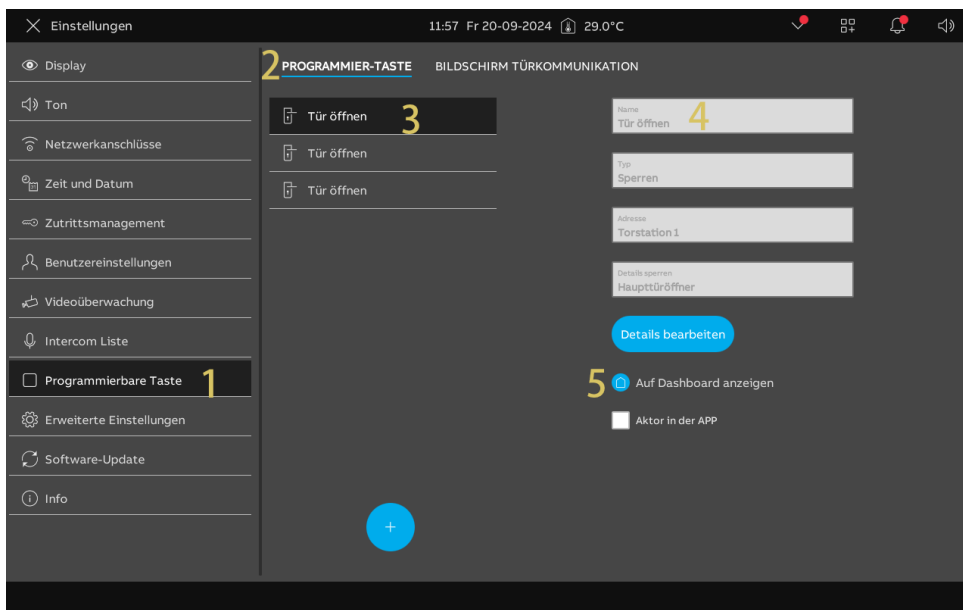 Einstellungen
11:57 Fr 20-09-2024 29.0°C
Display
Ton
Netzwerkanschlüsse
Zeit und Datum
Zutrittsmanagement
Benutzereinstellungen
Videoüberwachung
Intercom Liste
Programmierbare Taste 1
Erweiterte Einstellungen
Software-Update
Info
2 PROGRAMMIER-TASTE BILDSCHIRM TÜRKOMMUNIKATION
Tür öffnen 3
Tür öffnen
Tür öffnen
+
Name
Tür öffnen 4
Typ
Sperren
Adresse
Torstation 1
Details sperren
Haupttüröffner
Details bearbeiten
5 Auf Dashboard anzeigen
Aktor in der APP